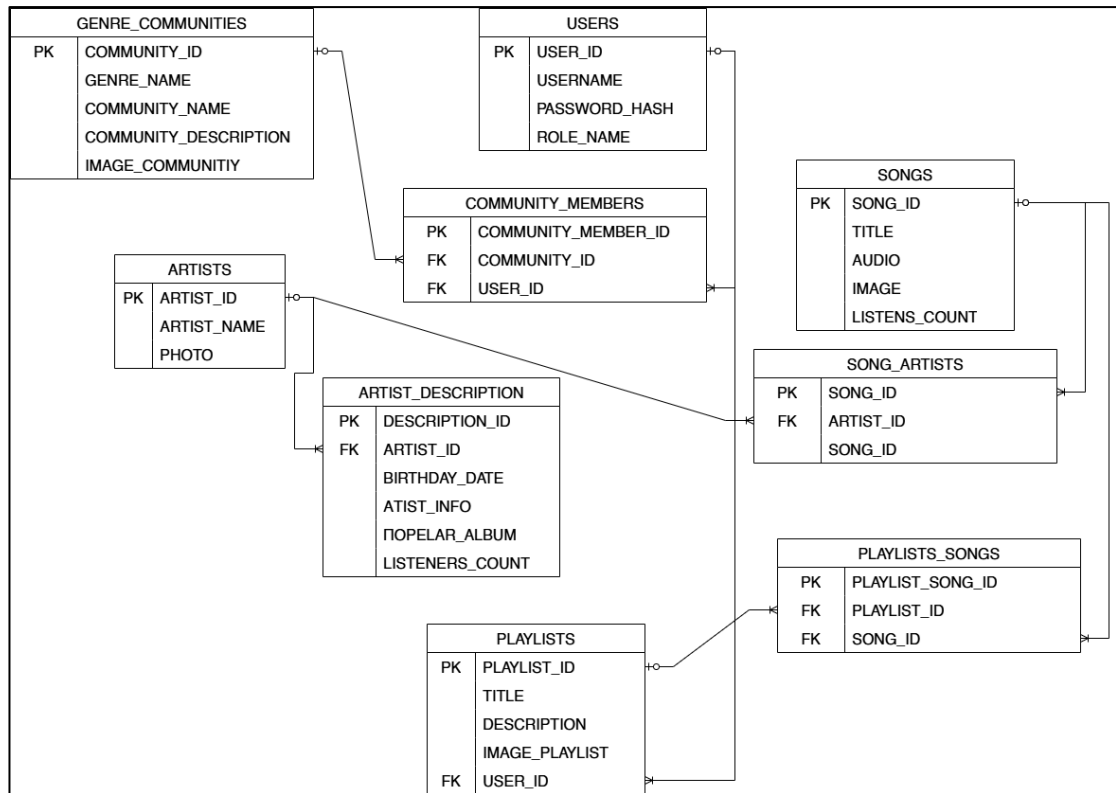 GENRE_COMMUNITIES
PK COMMUNITY_ID
GENRE_NAME
COMMUNITY_NAME
COMMUNITY_DESCRIPTION
IMAGE_COMMUNITIY
USERS
PK USER_ID
USERNAME
PASSWORD_HASH
ROLE_NAME
SONGS
PK SONG_ID
TITLE
AUDIO
IMAGE
LISTENS_COUNT
COMMUNITY_MEMBERS
PK COMMUNITY_MEMBER_ID
FK COMMUNITY_ID
FK USER_ID
ARTISTS
PK ARTIST_ID
ARTIST_NAME
PHOTO
SONG_ARTISTS
PK SONG_ID
FK ARTIST_ID
SONG_ID
ARTIST_DESCRIPTION
PK DESCRIPTION_ID
FK ARTIST_ID
BIRTHDAY_DATE
ATIST_INFO
ПOPELAR_ALBUM
LISTENERS_COUNT
PLAYLISTS_SONGS
PK PLAYLIST_SONG_ID
FK PLAYLIST_ID
FK SONG_ID
PLAYLISTS
PK PLAYLIST_ID
TITLE
DESCRIPTION
IMAGE_PLAYLIST
FK USER_ID